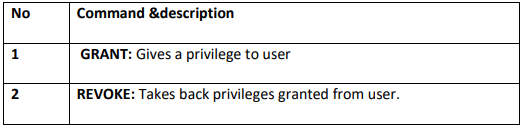 No Command &description
1 GRANT: Gives a privilege to user
2 REVOKE: Takes back privileges granted from user.